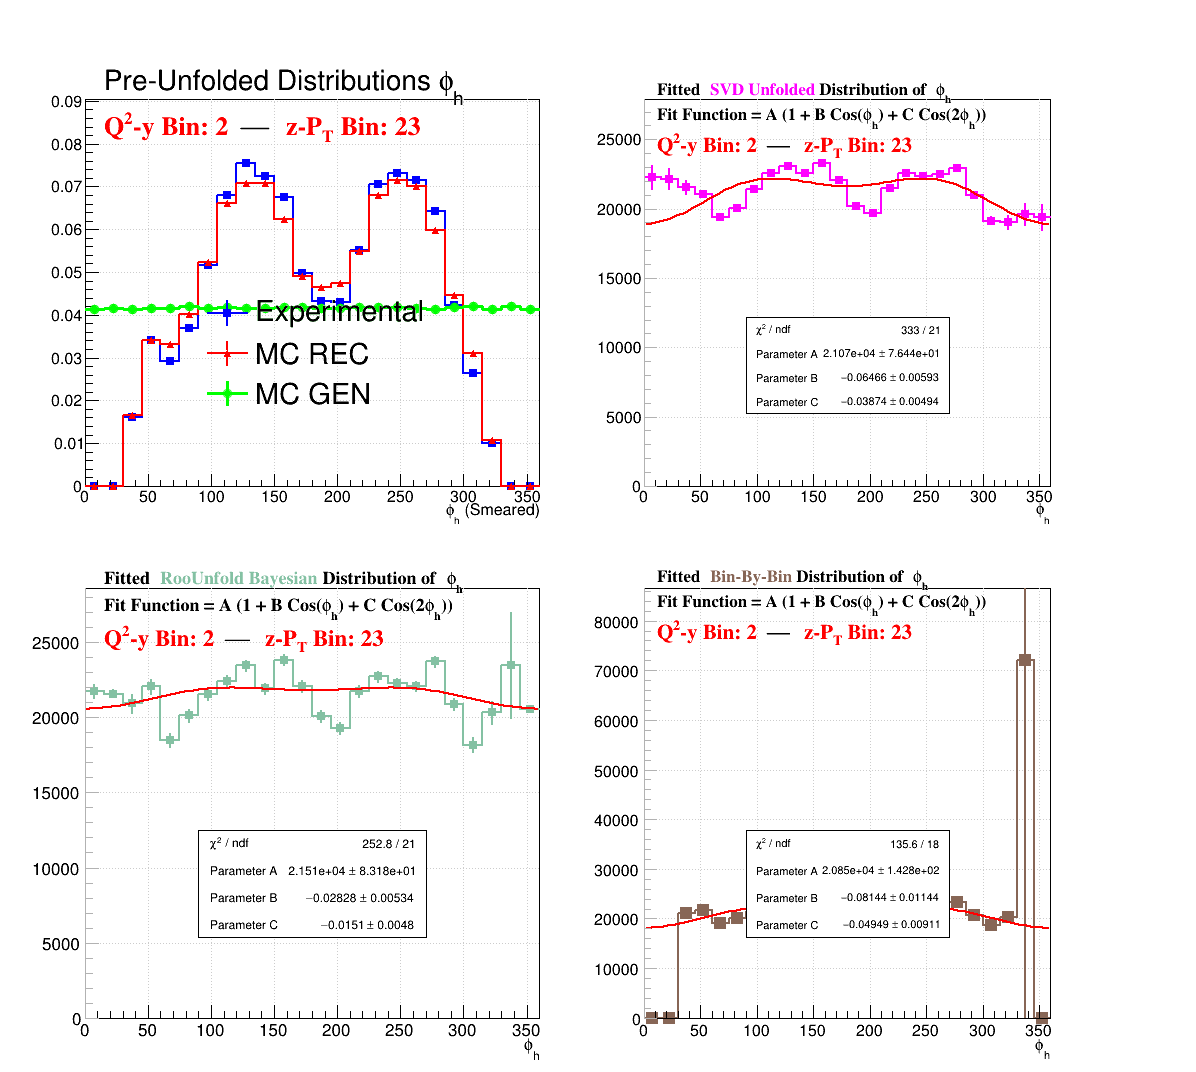 Pre-Unfolded Distributions ϕh
Q²-y Bin: 2 — z-PT Bin: 23
0.09
0.08
0.07
0.06
0.05
0.04
0.03
0.02
0.01
0
Experimental
MC REC
MC GEN
0 50 100 150 200 250 300 350
ϕh (Smeared)
Fitted SVD Unfolded Distribution of ϕh
Fit Function = A (1 + B Cos(ϕh) + C Cos(2ϕh))
Q²-y Bin: 2 — z-PT Bin: 23
25000
20000
15000
10000
5000
0
χ² / ndf 333 / 21
Parameter A 2.107e+04 ± 7.644e+01
Parameter B −0.06466 ± 0.00593
Parameter C −0.03874 ± 0.00494
0 50 100 150 200 250 300 350
ϕh
Fitted RooUnfold Bayesian Distribution of ϕh
Fit Function = A (1 + B Cos(ϕh) + C Cos(2ϕh))
Q²-y Bin: 2 — z-PT Bin: 23
25000
20000
15000
10000
5000
0
χ² / ndf 252.8 / 21
Parameter A 2.151e+04 ± 8.318e+01
Parameter B −0.02828 ± 0.00534
Parameter C −0.0151 ± 0.0048
0 50 100 150 200 250 300 350
ϕh
Fitted Bin-By-Bin Distribution of ϕh
Fit Function = A (1 + B Cos(ϕh) + C Cos(2ϕh))
Q²-y Bin: 2 — z-PT Bin: 23
80000
70000
60000
50000
40000
30000
20000
10000
0
χ² / ndf 135.6 / 18
Parameter A 2.085e+04 ± 1.428e+02
Parameter B −0.08144 ± 0.01144
Parameter C −0.04949 ± 0.00911
0 50 100 150 200 250 300 350
ϕh